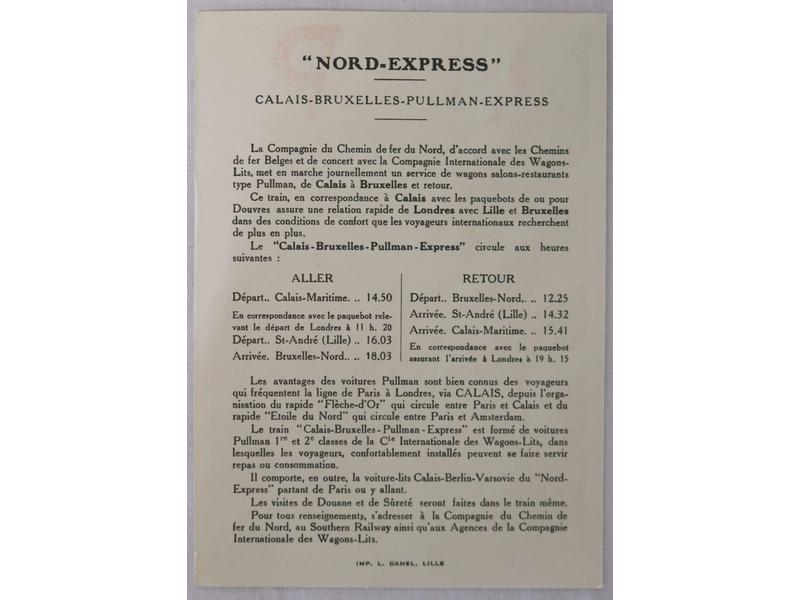 "NORD-EXPRESS"
CALAIS-BRUXELLES-PULLMAN-EXPRESS
La Compagnie du Chemin de fer du Nord, d'accord avec les Chemins
de fer Belges et de concert avec la Compagnie Internationale des Wagons-
Lits, met en marche journellement un service de wagons salons-restaurants
type Pullman, de Calais à Bruxelles et retour.
Ce train, en correspondance à Calais avec les paquebots de ou pour
Douvres assure une relation rapide de Londres avec Lille et Bruxelles
dans des conditions de confort que les voyageurs internationaux recherchent
de plus en plus.
Le "Calais-Bruxelles-Pullman-Express" circule aux heures
suivantes :
ALLER
Départ.. Calais-Maritime. .. 14.50
En correspondance avec le paquebot rele-
vant le départ de Londres à 11 h. 20
Départ.. St-André (Lille) .. 16.03
Arrivée. Bruxelles-Nord.. .. 18.03
RETOUR
Départ.. Bruxelles-Nord.. .. 12.25
Arrivée. St-André (Lille) .. 14.32
Arrivée. Calais-Maritime. .. 15.41
En correspondance avec le paquebot
assurant l'arrivée à Londres à 19 h. 15
Les avantages des voitures Pullman sont bien connus des voyageurs
qui fréquentent la ligne de Paris à Londres, via CALAIS, depuis l'orga-
nisation du rapide "Flèche-d'Or" qui circule entre Paris et Calais et du
rapide "Etoile du Nord" qui circule entre Paris et Amsterdam.
Le train "Calais-Bruxelles-Pullman-Express" est formé de voitures
Pullman 1re et 2e classes de la Cie Internationale des Wagons-Lits, dans
lesquelles les voyageurs, confortablement installés peuvent se faire servir
repas ou consommation.
Il comporte, en outre, la voiture-lits Calais-Berlin-Varsovie du "Nord-
Express" partant de Paris ou y allant.
Les visites de Douane et de Sûreté seront faites dans le train même.
Pour tous renseignements, s'adresser à la Compagnie du Chemin de
fer du Nord, au Southern Railway ainsi qu'aux Agences de la Compagnie
Internationale des Wagons-Lits.
IMP. L. DANEL, LILLE